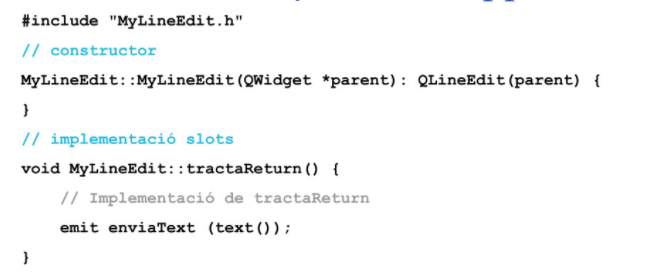 #include "MyLineEdit.h"
// constructor
MyLineEdit::MyLineEdit(QWidget *parent): QLineEdit(parent) {
}
// implementació slots
void MyLineEdit::tractaReturn() {
// Implementació de tractaReturn
emit enviaText (text());
}